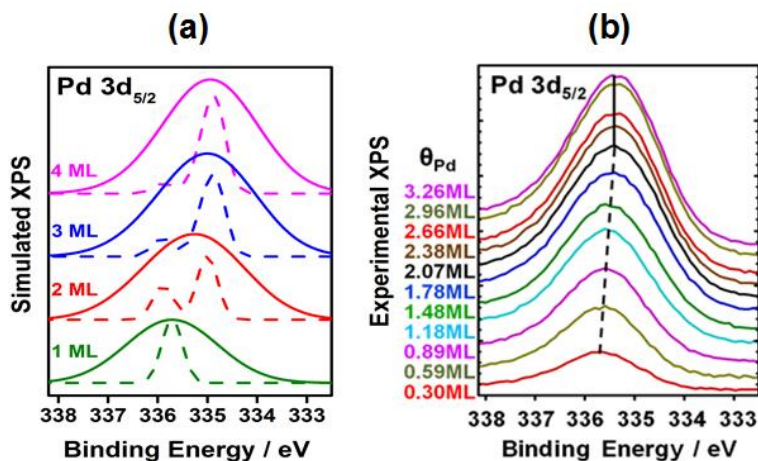 (a)
Pd 3d5/2
4 ML
3 ML
2 ML
1 ML
Simulated XPS
338 337 336 335 334 333
Binding Energy / eV
(b)
Pd 3d5/2
θPd
3.26ML
2.96ML
2.66ML
2.38ML
2.07ML
1.78ML
1.48ML
1.18ML
0.89ML
0.59ML
0.30ML
Experimental XPS
338 337 336 335 334 333
Binding Energy / eV